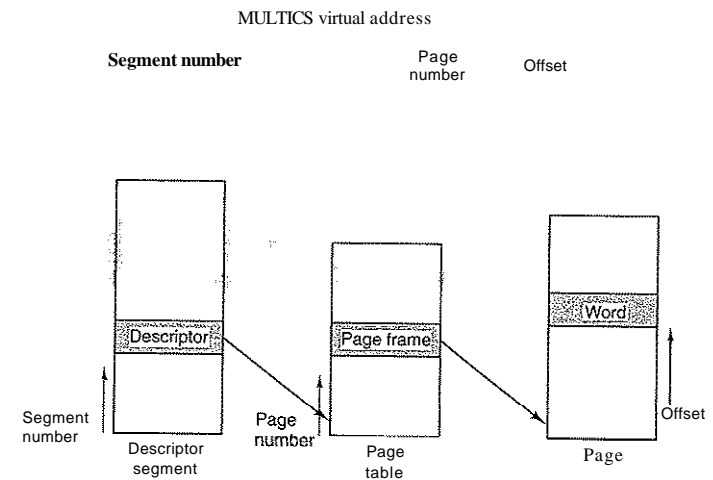 MULTICS virtual address
Segment number
Page
number
Offset
Descriptor
Page frame
Word
Segment
number
Page
number
Offset
Descriptor
segment
Page
table
Page